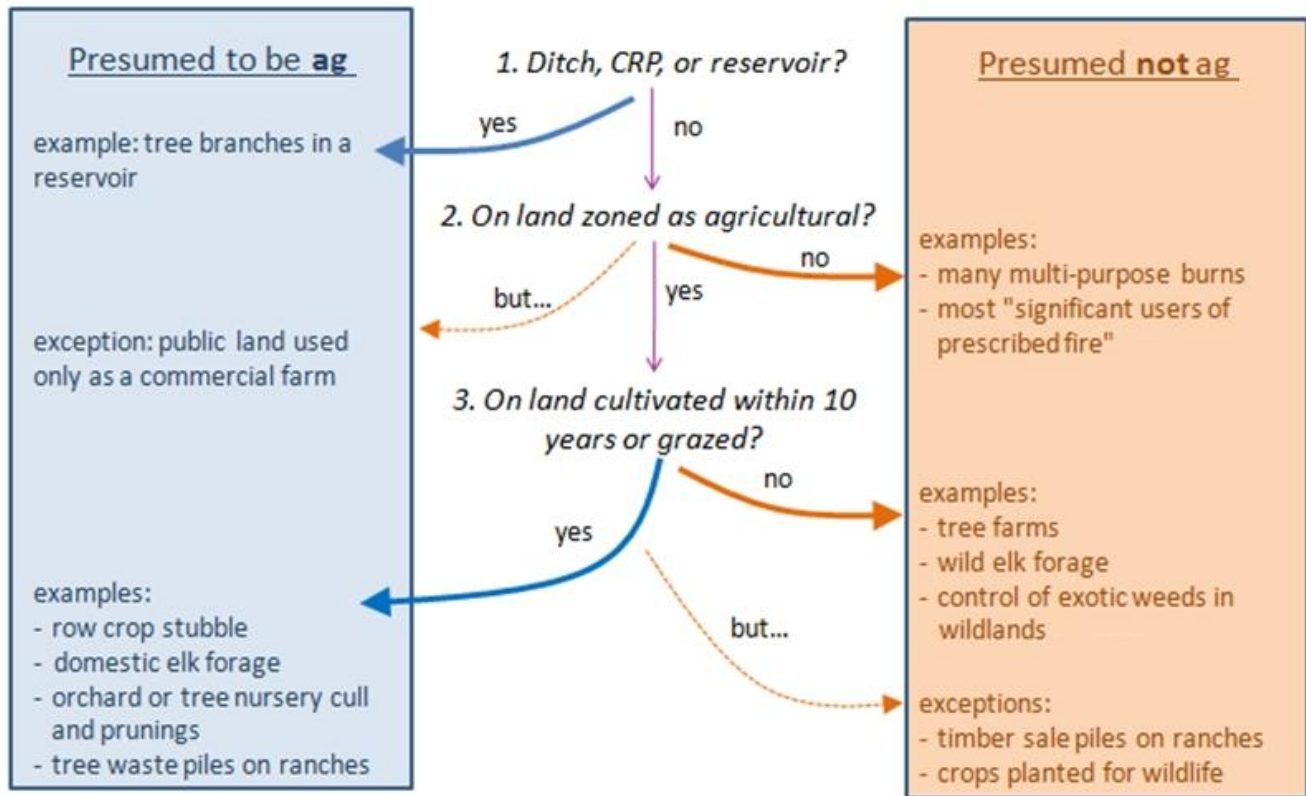 Presumed to be ag
example: tree branches in a
reservoir
exception: public land used
only as a commercial farm
examples:
- row crop stubble
- domestic elk forage
- orchard or tree nursery cull
and prunings
- tree waste piles on ranches
1. Ditch, CRP, or reservoir?
yes
no
2. On land zoned as agricultural?
but...
yes
no
3. On land cultivated within 10
years or grazed?
yes
no
but...
Presumed not ag
examples:
- many multi-purpose burns
- most "significant users of
prescribed fire"
examples:
- tree farms
- wild elk forage
- control of exotic weeds in
wildlands
exceptions:
- timber sale piles on ranches
- crops planted for wildlife